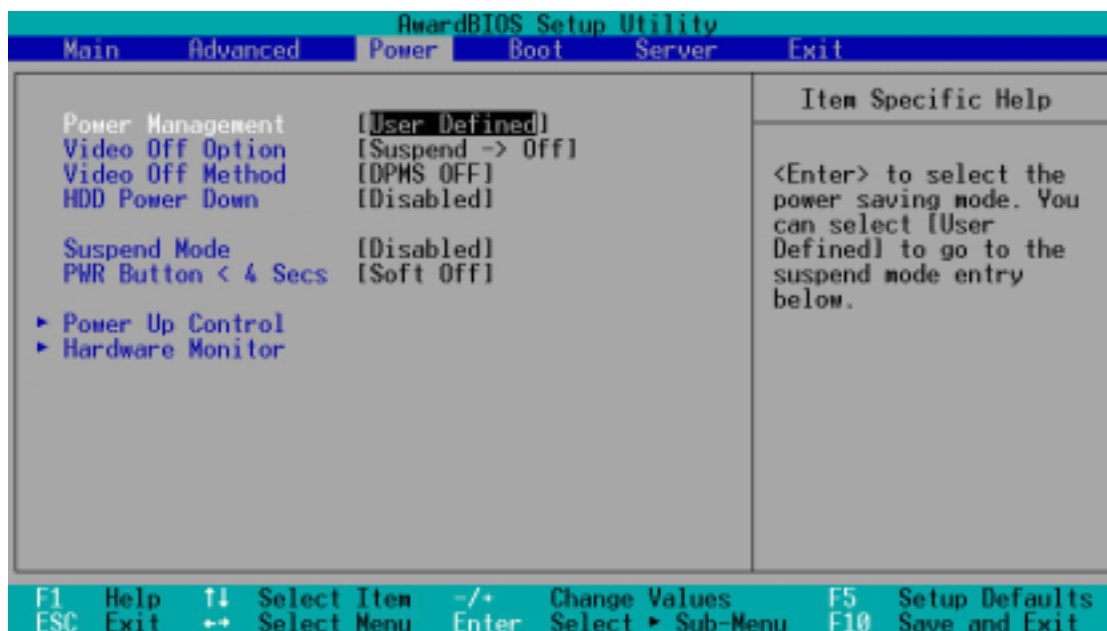 AwardBIOS Setup Utility
Main Advanced Power Boot Server Exit
Power Management [User Defined]
Video Off Option [Suspend -> Off]
Video Off Method [DPMS OFF]
HDD Power Down [Disabled]
Suspend Mode [Disabled]
PWR Button < 4 Secs [Soft Off]
► Power Up Control
► Hardware Monitor
Item Specific Help
<Enter> to select the
power saving mode. You
can select [User
Defined] to go to the
suspend mode entry
below.
F1 Help ↑↓ Select Item -/+ Change Values F5 Setup Defaults
ESC Exit ←→ Select Menu Enter Select ► Sub-Menu F10 Save and Exit